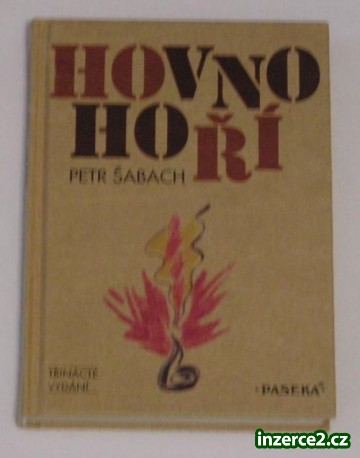 HOVNO
HOŘÍ
PETR ŠABACH
TŘINÁCTÉ
VYDÁNÍ
PASEKA
inzerce2.cz